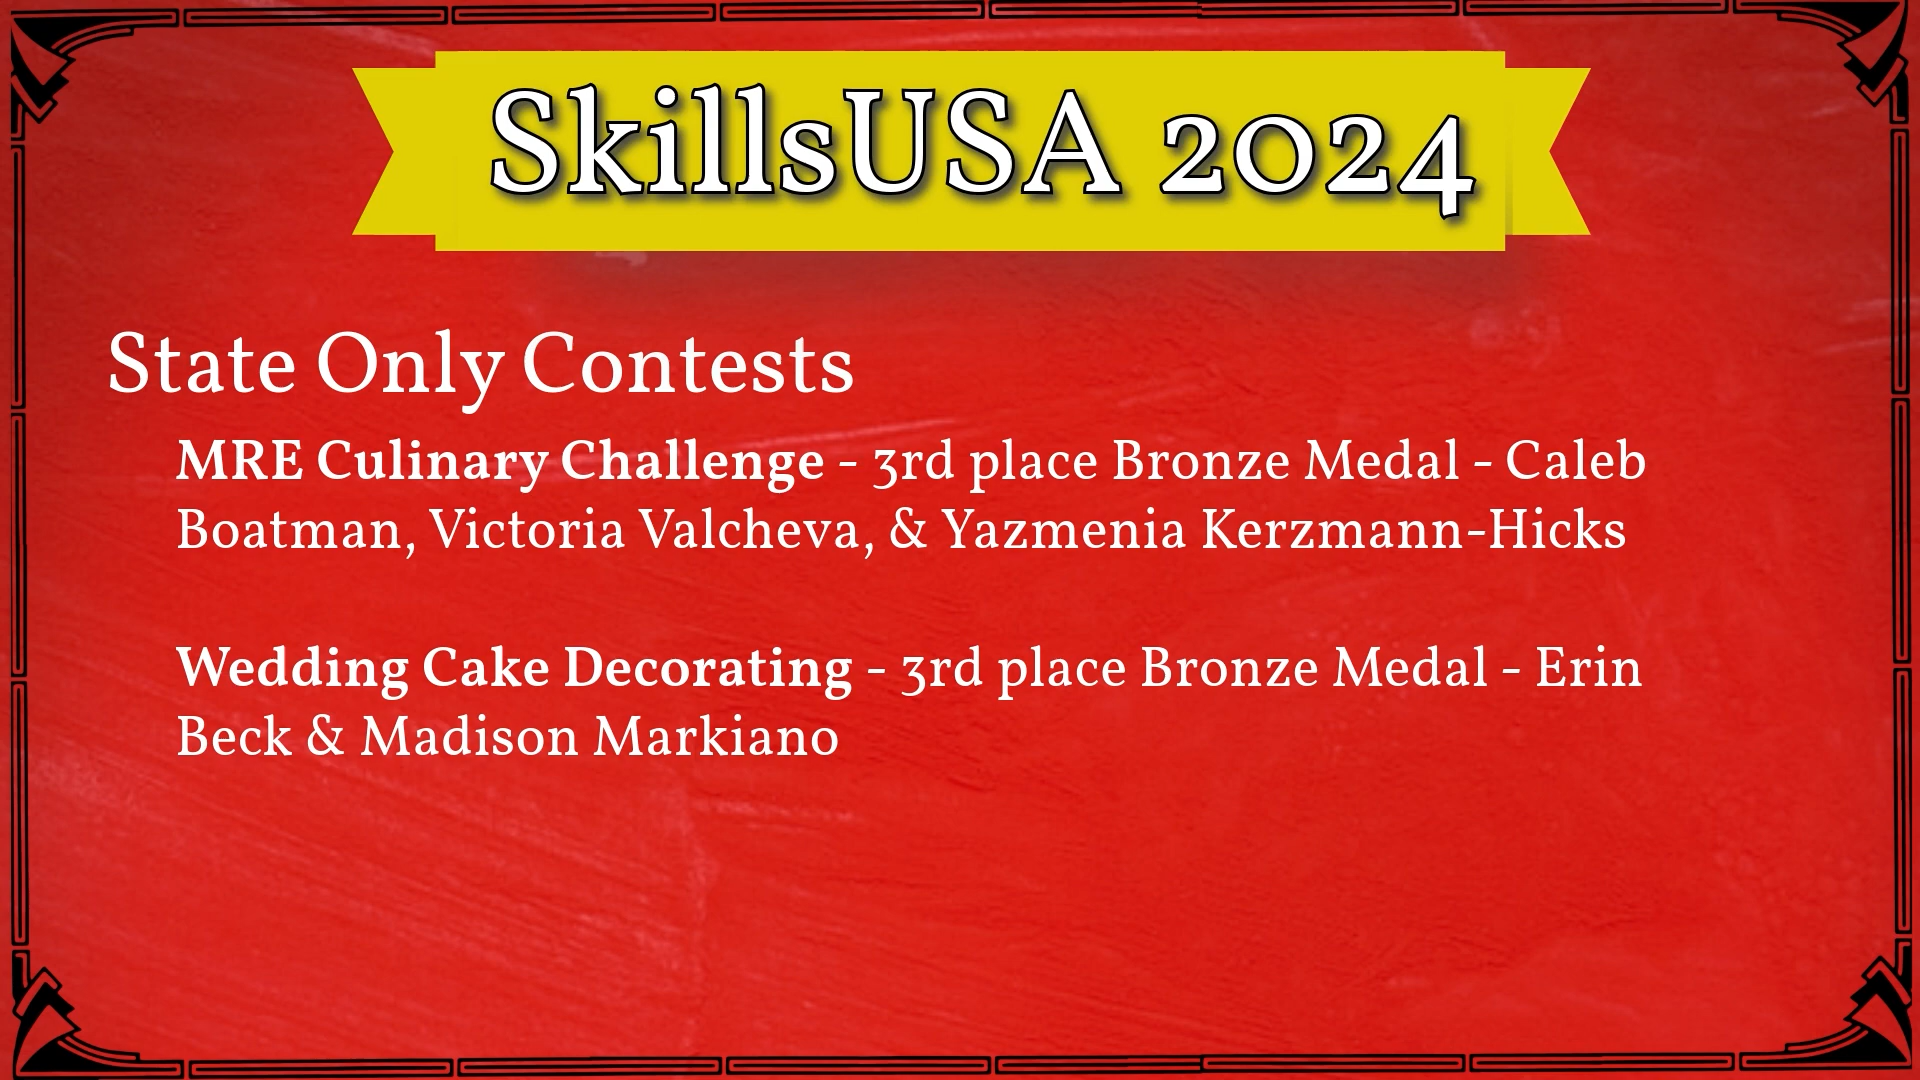 SkillsUSA 2024
State Only Contests
MRE Culinary Challenge - 3rd place Bronze Medal - Caleb
Boatman, Victoria Valcheva, & Yazmenia Kerzmann-Hicks
Wedding Cake Decorating - 3rd place Bronze Medal - Erin
Beck & Madison Markiano